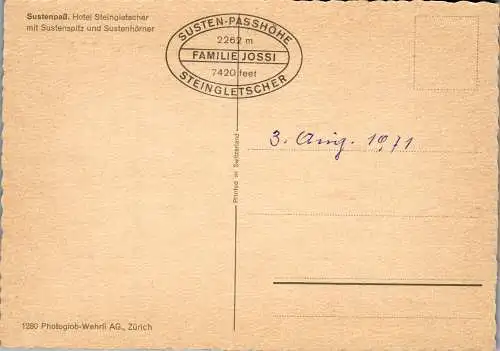 Sustenpaß. Hotel Steingletscher
mit Sustenspitz und Sustenhörner
SUSTEN-PASSHÖHE
2262 m
FAMILIE JOSSI
7420 feet
STEINGLETSCHER
3. Aug. 1971
Printed in Switzerland
1280 Photoglob-Wehrli AG., Zürich